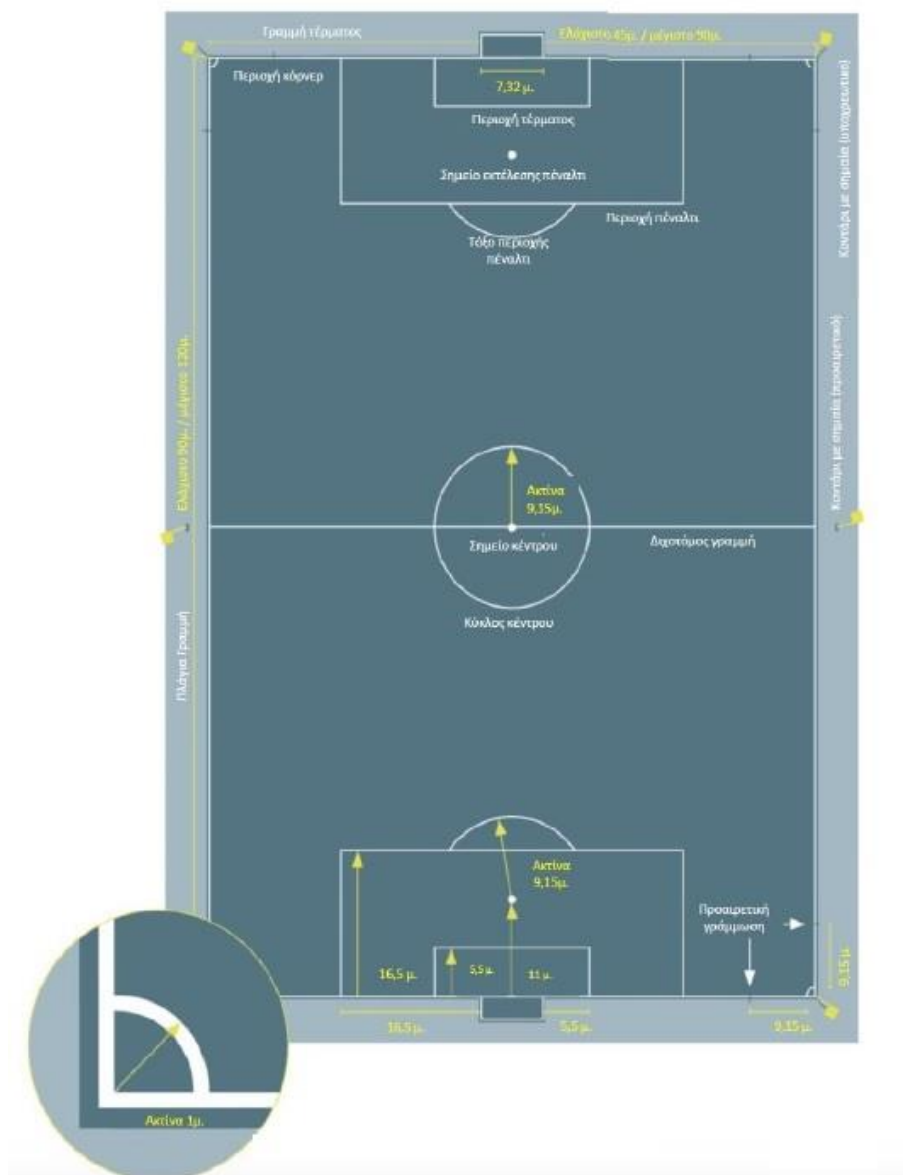 Γραμμή τέρματος
Ελάχιστο 45μ. / μέγιστο 90μ.
Περιοχή κόρνερ
7,32 μ.
Περιοχή τέρματος
Σημείο εκτέλεσης πέναλτι
Περιοχή πέναλτι
Τόξο περιοχής
πέναλτι
Κοντάρι με σημαία (υποχρεωτικό)
Ελάχιστο 90μ. / μέγιστο 120μ.
Κοντάρι με σημαία (προαιρετικό)
Ακτίνα
9,15μ.
Σημείο κέντρου
Διχοτόμος γραμμή
Κύκλος κέντρου
Πλάγια Γραμμή
Ακτίνα
9,15μ.
Προαιρετική
γράμμωση
16,5 μ.
5,5 μ.
11 μ.
9,15 μ.
16,5 μ.
5,5 μ.
9,15 μ.
Ακτίνα 1μ.